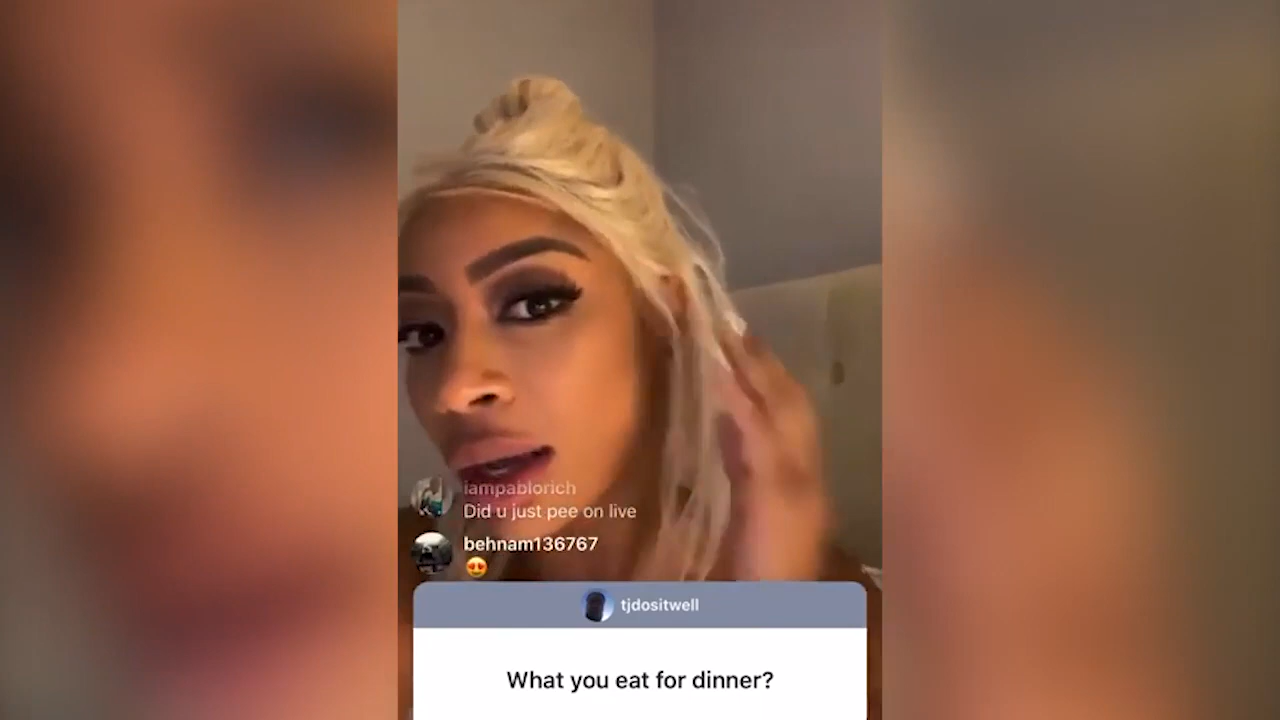 iampablorich
Did u just pee on live
behnam136767
😍
tjdositwell
What you eat for dinner?